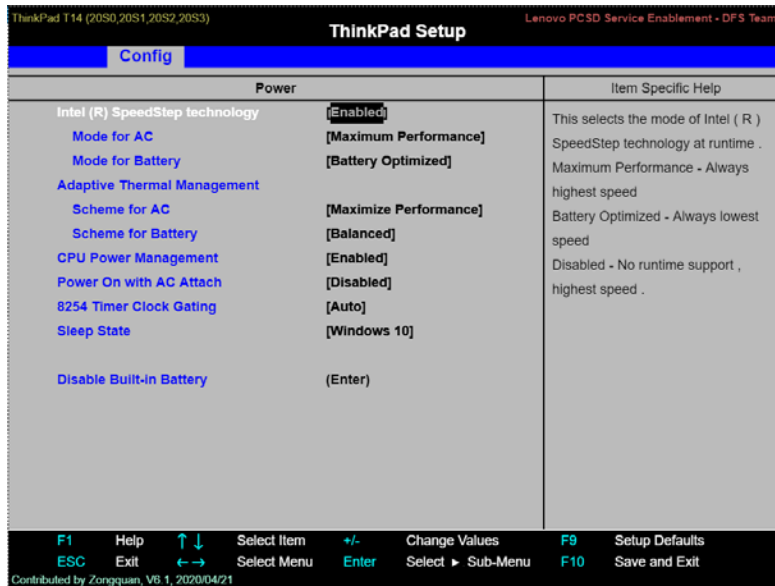 ThinkPad T14 (20S0,20S1,20S2,20S3)
ThinkPad Setup
Lenovo PCSD Service Enablement - DFS Team
Config
Power
Item Specific Help
Intel (R) SpeedStep technology [Enabled]
Mode for AC [Maximum Performance]
Mode for Battery [Battery Optimized]
Adaptive Thermal Management
Scheme for AC [Maximize Performance]
Scheme for Battery [Balanced]
CPU Power Management [Enabled]
Power On with AC Attach [Disabled]
8254 Timer Clock Gating [Auto]
Sleep State [Windows 10]
Disable Built-in Battery (Enter)
This selects the mode of Intel ( R )
SpeedStep technology at runtime .
Maximum Performance - Always
highest speed
Battery Optimized - Always lowest
speed
Disabled - No runtime support ,
highest speed .
F1 Help ↑ ↓ Select Item +/- Change Values F9 Setup Defaults
ESC Exit ←→ Select Menu Enter Select ► Sub-Menu F10 Save and Exit
Contributed by Zongquan, V6.1, 2020/04/21